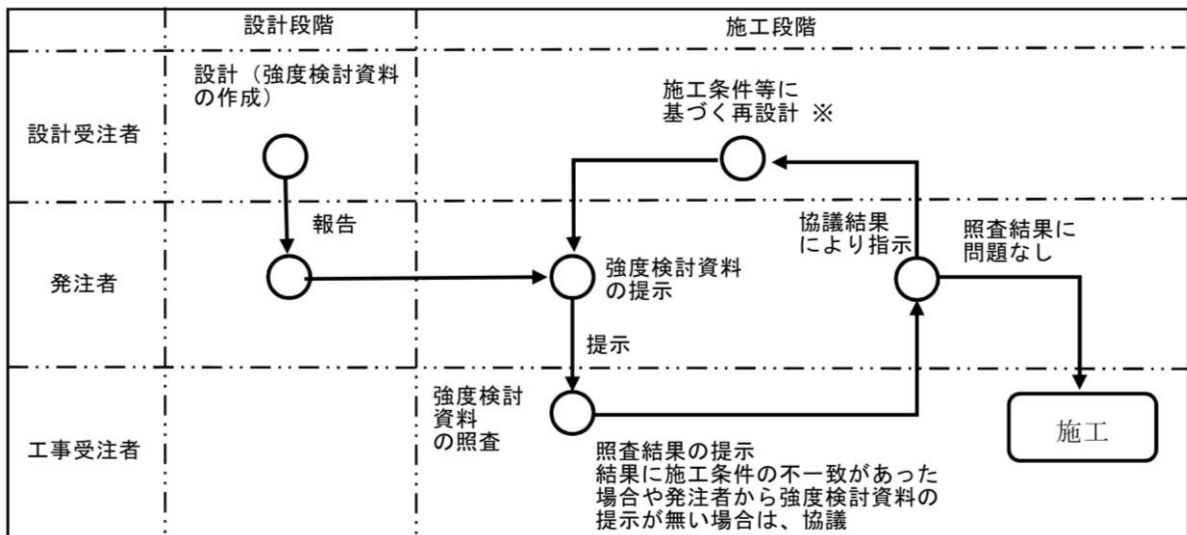 設計段階
施工段階
設計受注者
設計（強度検討資料
の作成）
施工条件等に
基づく再設計 ※
発注者
報告
強度検討資料
の提示
提示
協議結果
により指示
照査結果に
問題なし
工事受注者
強度検討
資料
の照査
照査結果の提示
結果に施工条件の不一致があった
場合や発注者から強度検討資料の
提示が無い場合は、協議
施工